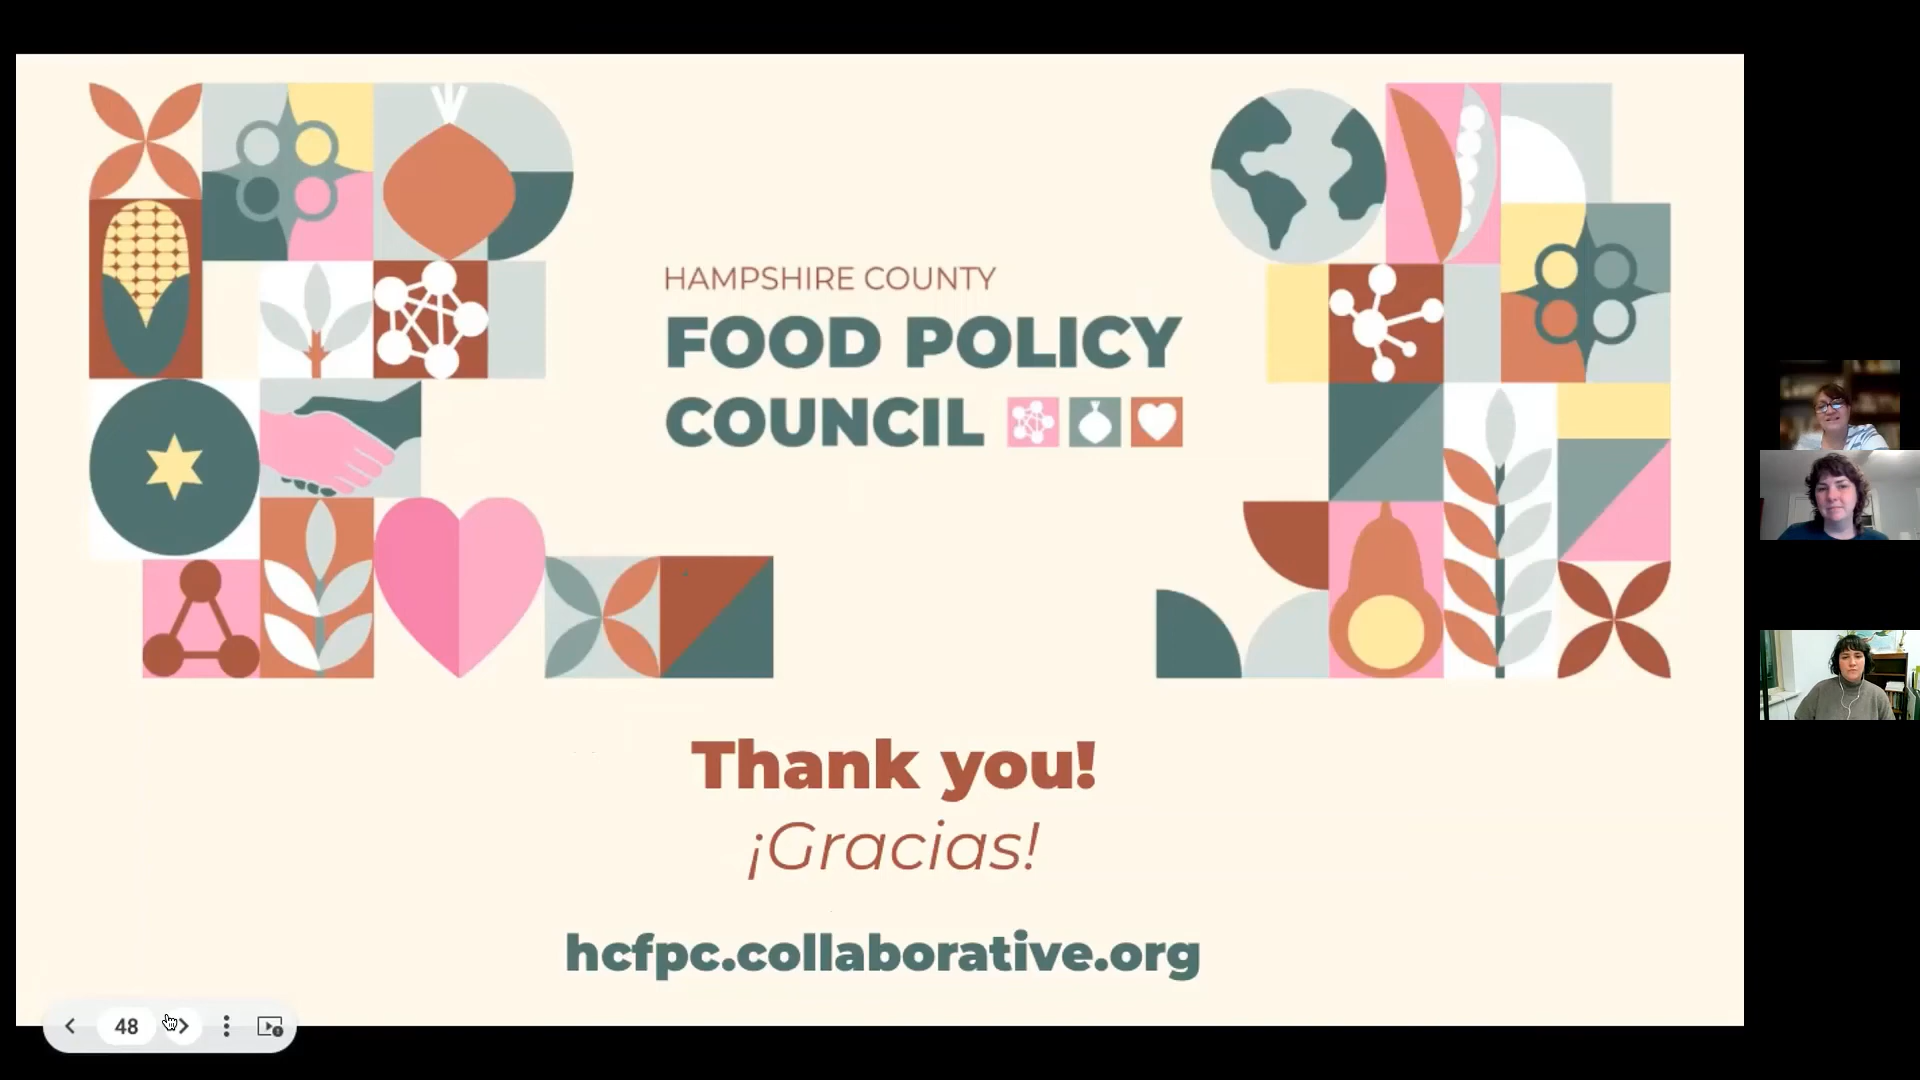 HAMPSHIRE COUNTY
FOOD POLICY
COUNCIL
Thank you!
¡Gracias!
hcfpc.collaborative.org
48